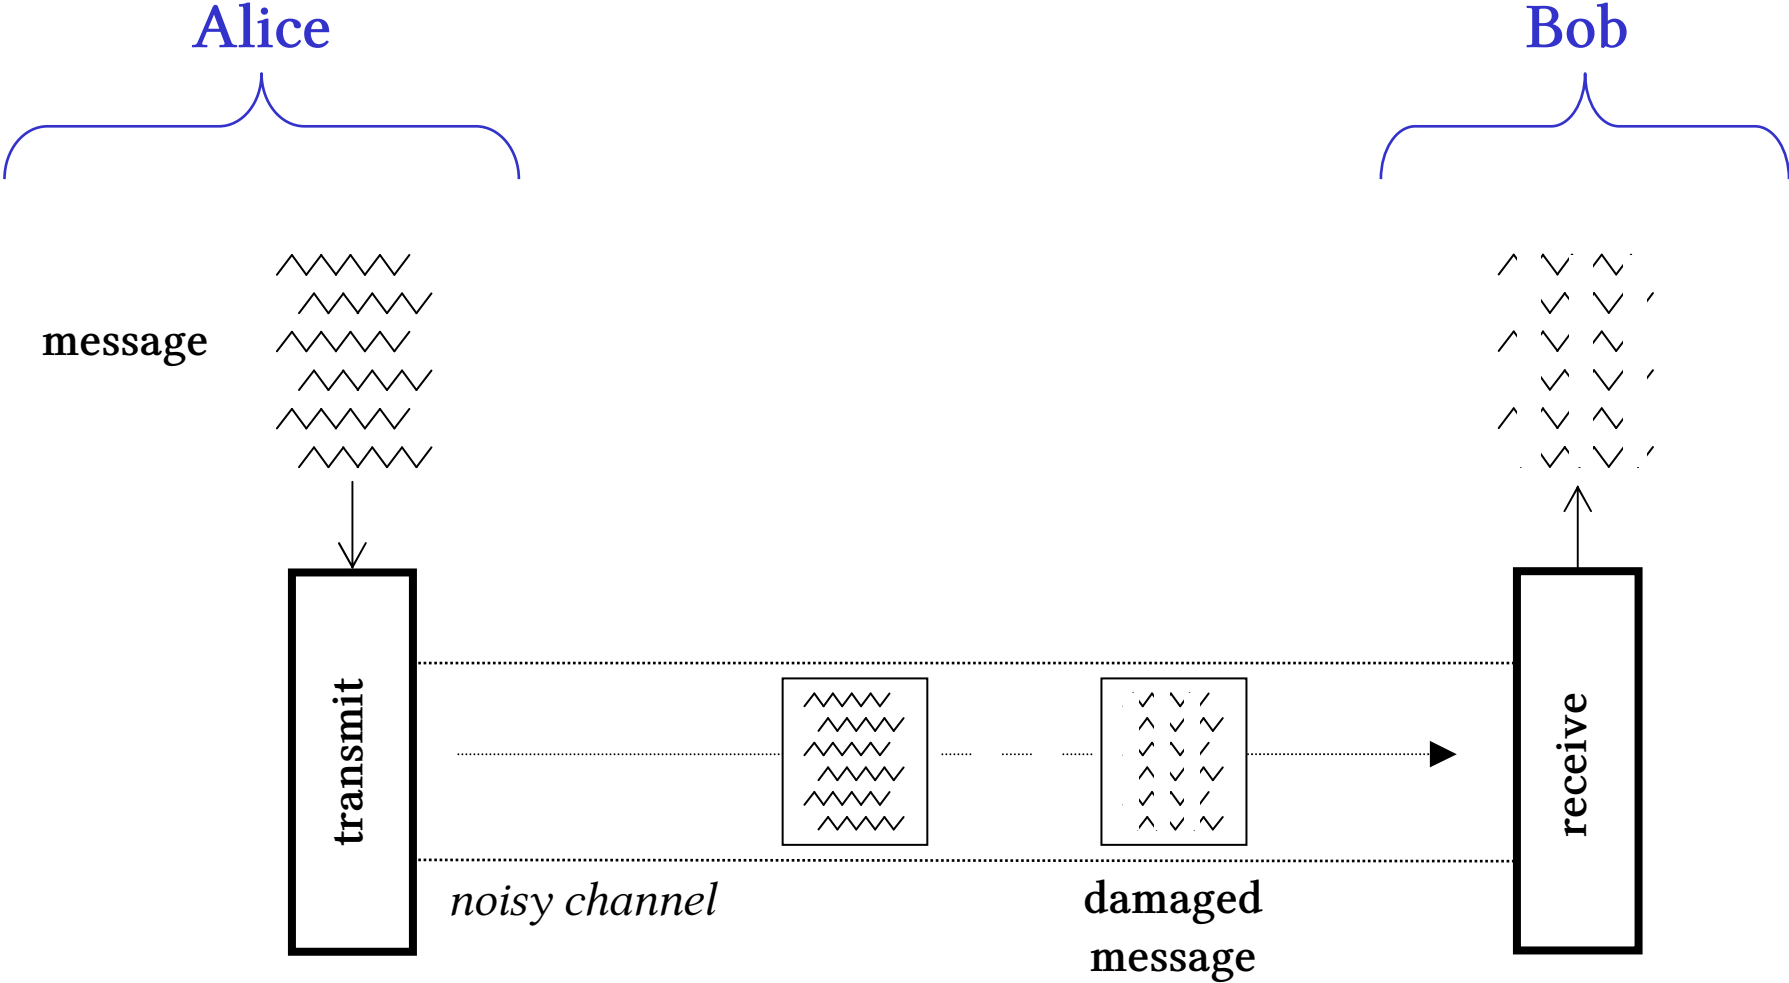 Alice
Bob
message
transmit
receive
noisy channel
damaged
message